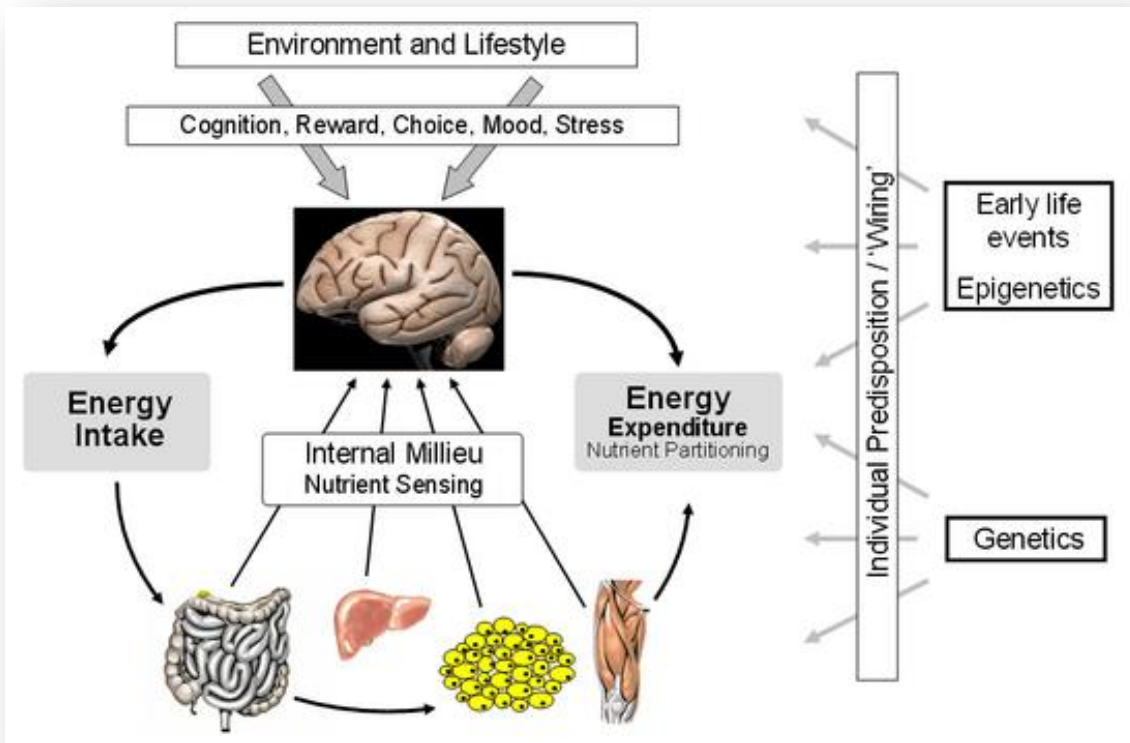 Environment and Lifestyle
Cognition, Reward, Choice, Mood, Stress
Energy
Intake
Internal Millieu
Nutrient Sensing
Energy
Expenditure
Nutrient Partitioning
Individual Predisposition / 'Wiring'
Early life
events
Epigenetics
Genetics